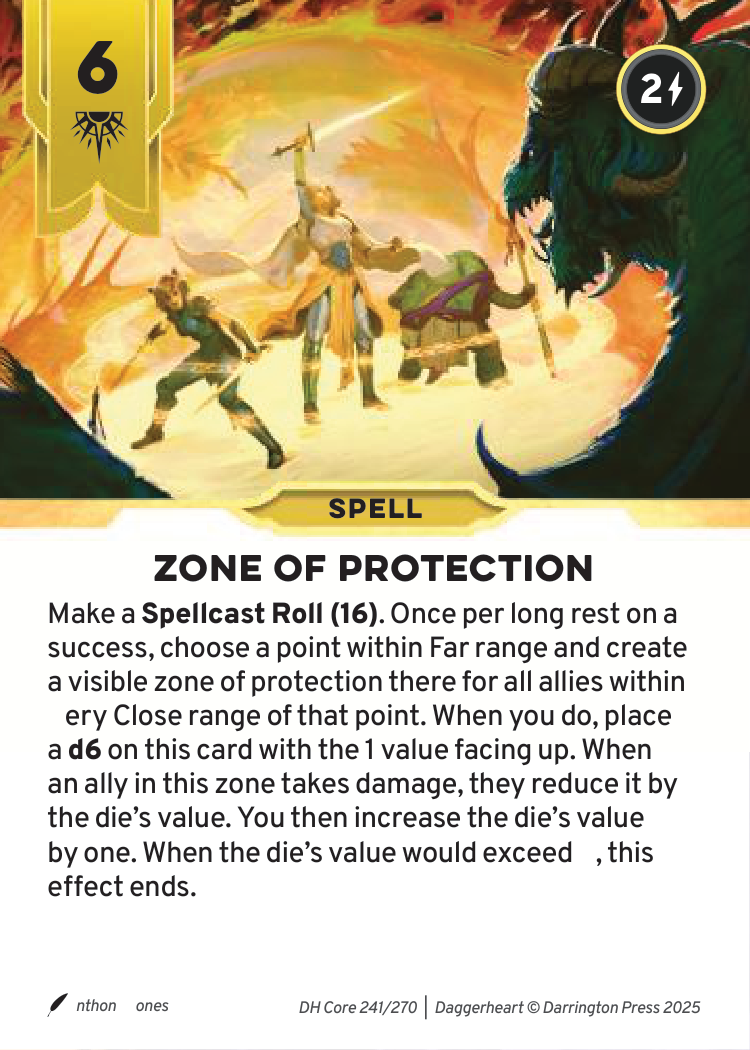 6
2
SPELL
ZONE OF PROTECTION
Make a Spellcast Roll (16). Once per long rest on a
success, choose a point within Far range and create
a visible zone of protection there for all allies within
ery Close range of that point. When you do, place
a d6 on this card with the 1 value facing up. When
an ally in this zone takes damage, they reduce it by
the die’s value. You then increase the die’s value
by one. When the die’s value would exceed , this
effect ends.
nthon ones
DH Core 241/270 | Daggerheart © Darrington Press 2025